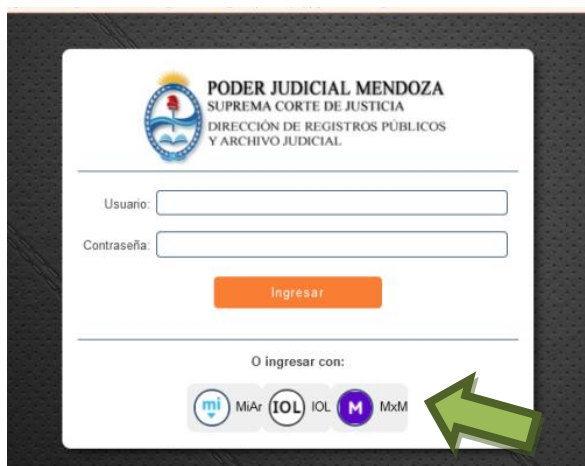 PODER JUDICIAL MENDOZA
SUPREMA CORTE DE JUSTICIA
DIRECCIÓN DE REGISTROS PÚBLICOS
Y ARCHIVO JUDICIAL
Usuario:
Contraseña:
Ingresar
O ingresar con:
mi MiAr IOL IOL M MxM